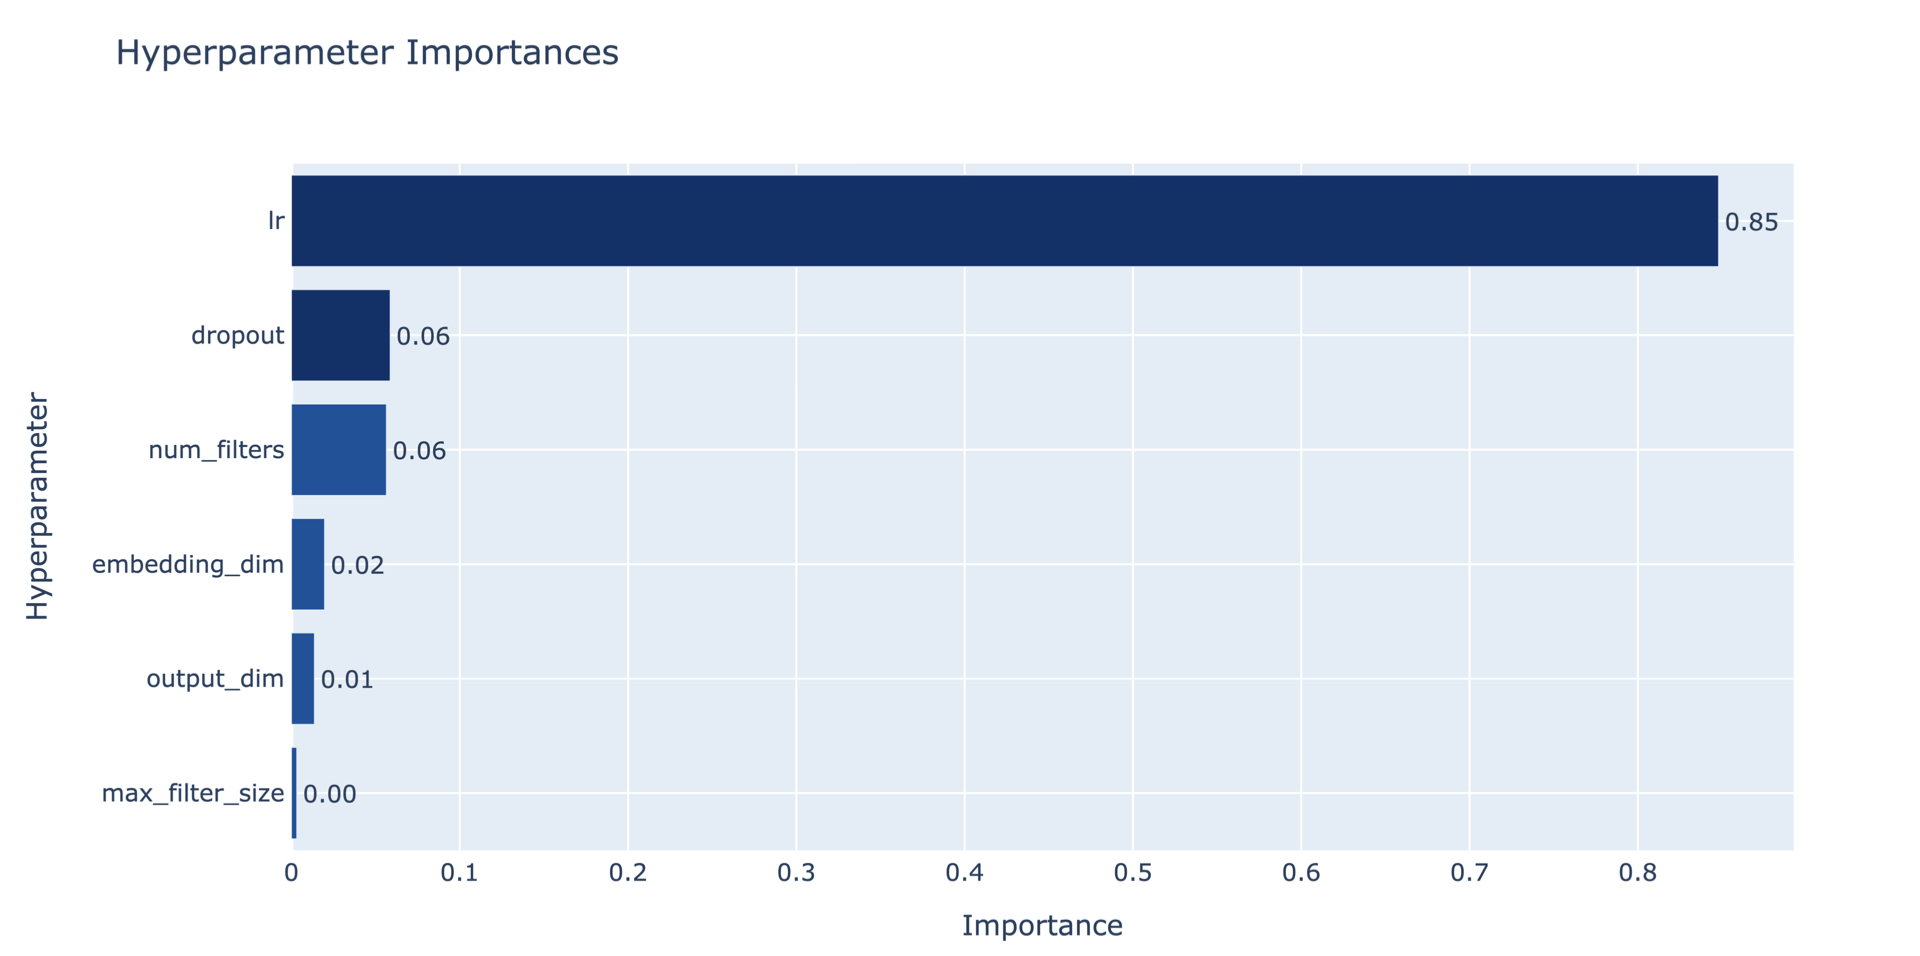 Hyperparameter Importances
Hyperparameter
lr
0.85
dropout
0.06
num_filters
0.06
embedding_dim
0.02
output_dim
0.01
max_filter_size
0.00
0 0.1 0.2 0.3 0.4 0.5 0.6 0.7 0.8
Importance